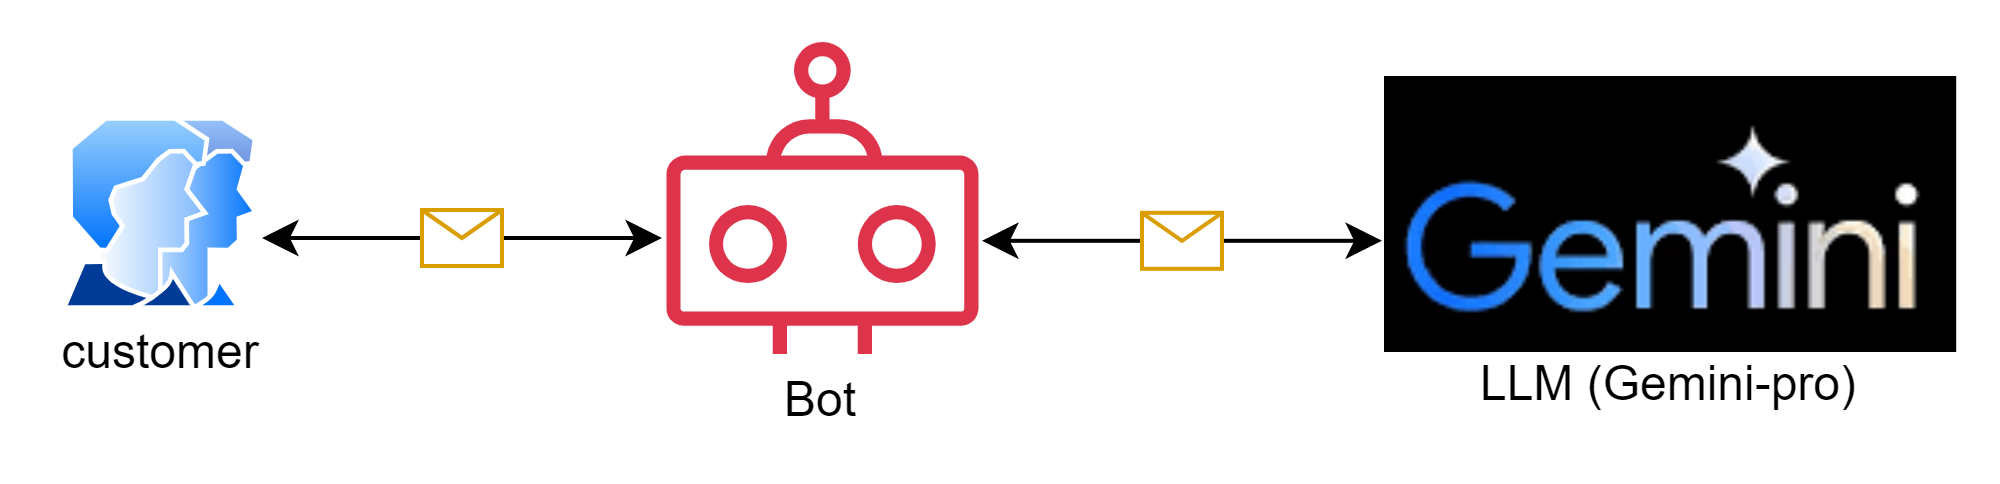 Gemini
customer
Bot
LLM (Gemini-pro)